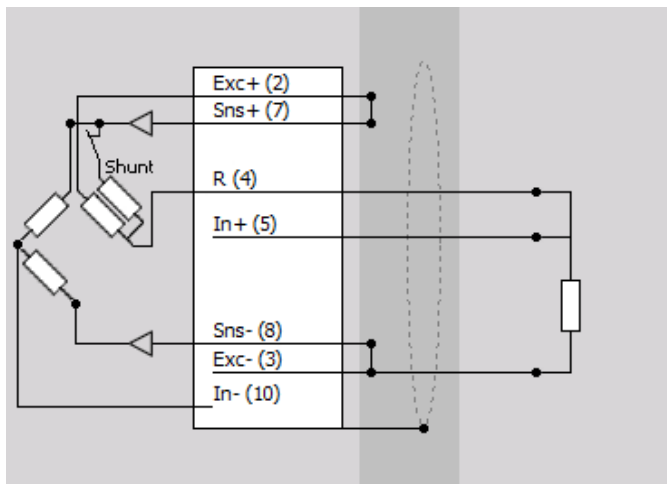 Exc+ (2)
Sns+ (7)
Shunt
R (4)
In+ (5)
Sns- (8)
Exc- (3)
In- (10)